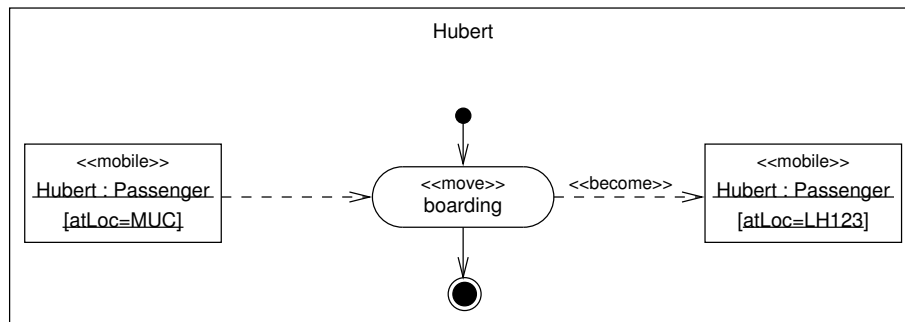 Hubert
<<mobile>>
Hubert : Passenger
[atLoc=MUC]
<<move>>
boarding
<<become>>
<<mobile>>
Hubert : Passenger
[atLoc=LH123]